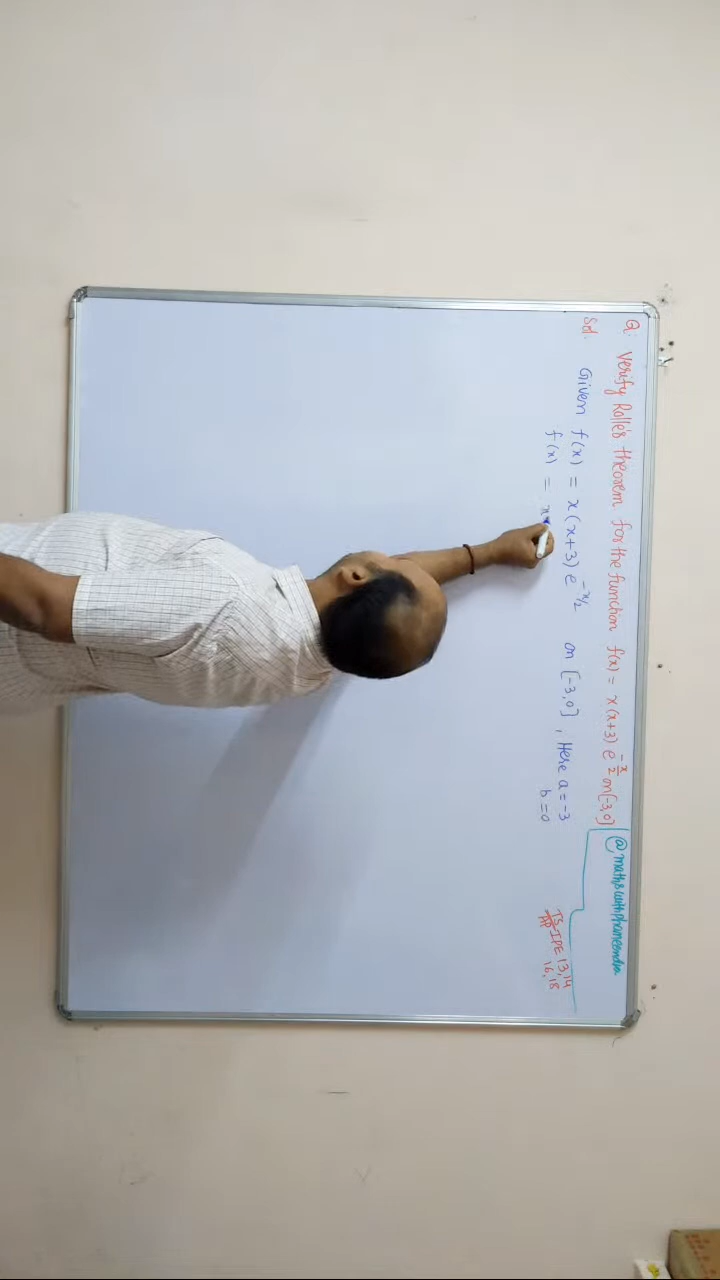 Q: Verify Rolle's theorem for the function f(x) = x(x+3) e^{-x/2} on [-3,0]
@mathswithphaneendra
Sol:
Given f(x) = x(x+3) e^{-x/2} on [-3,0], Here a = -3
b = 0
f(x) = x
TS IPE 13,14
AP 16,18